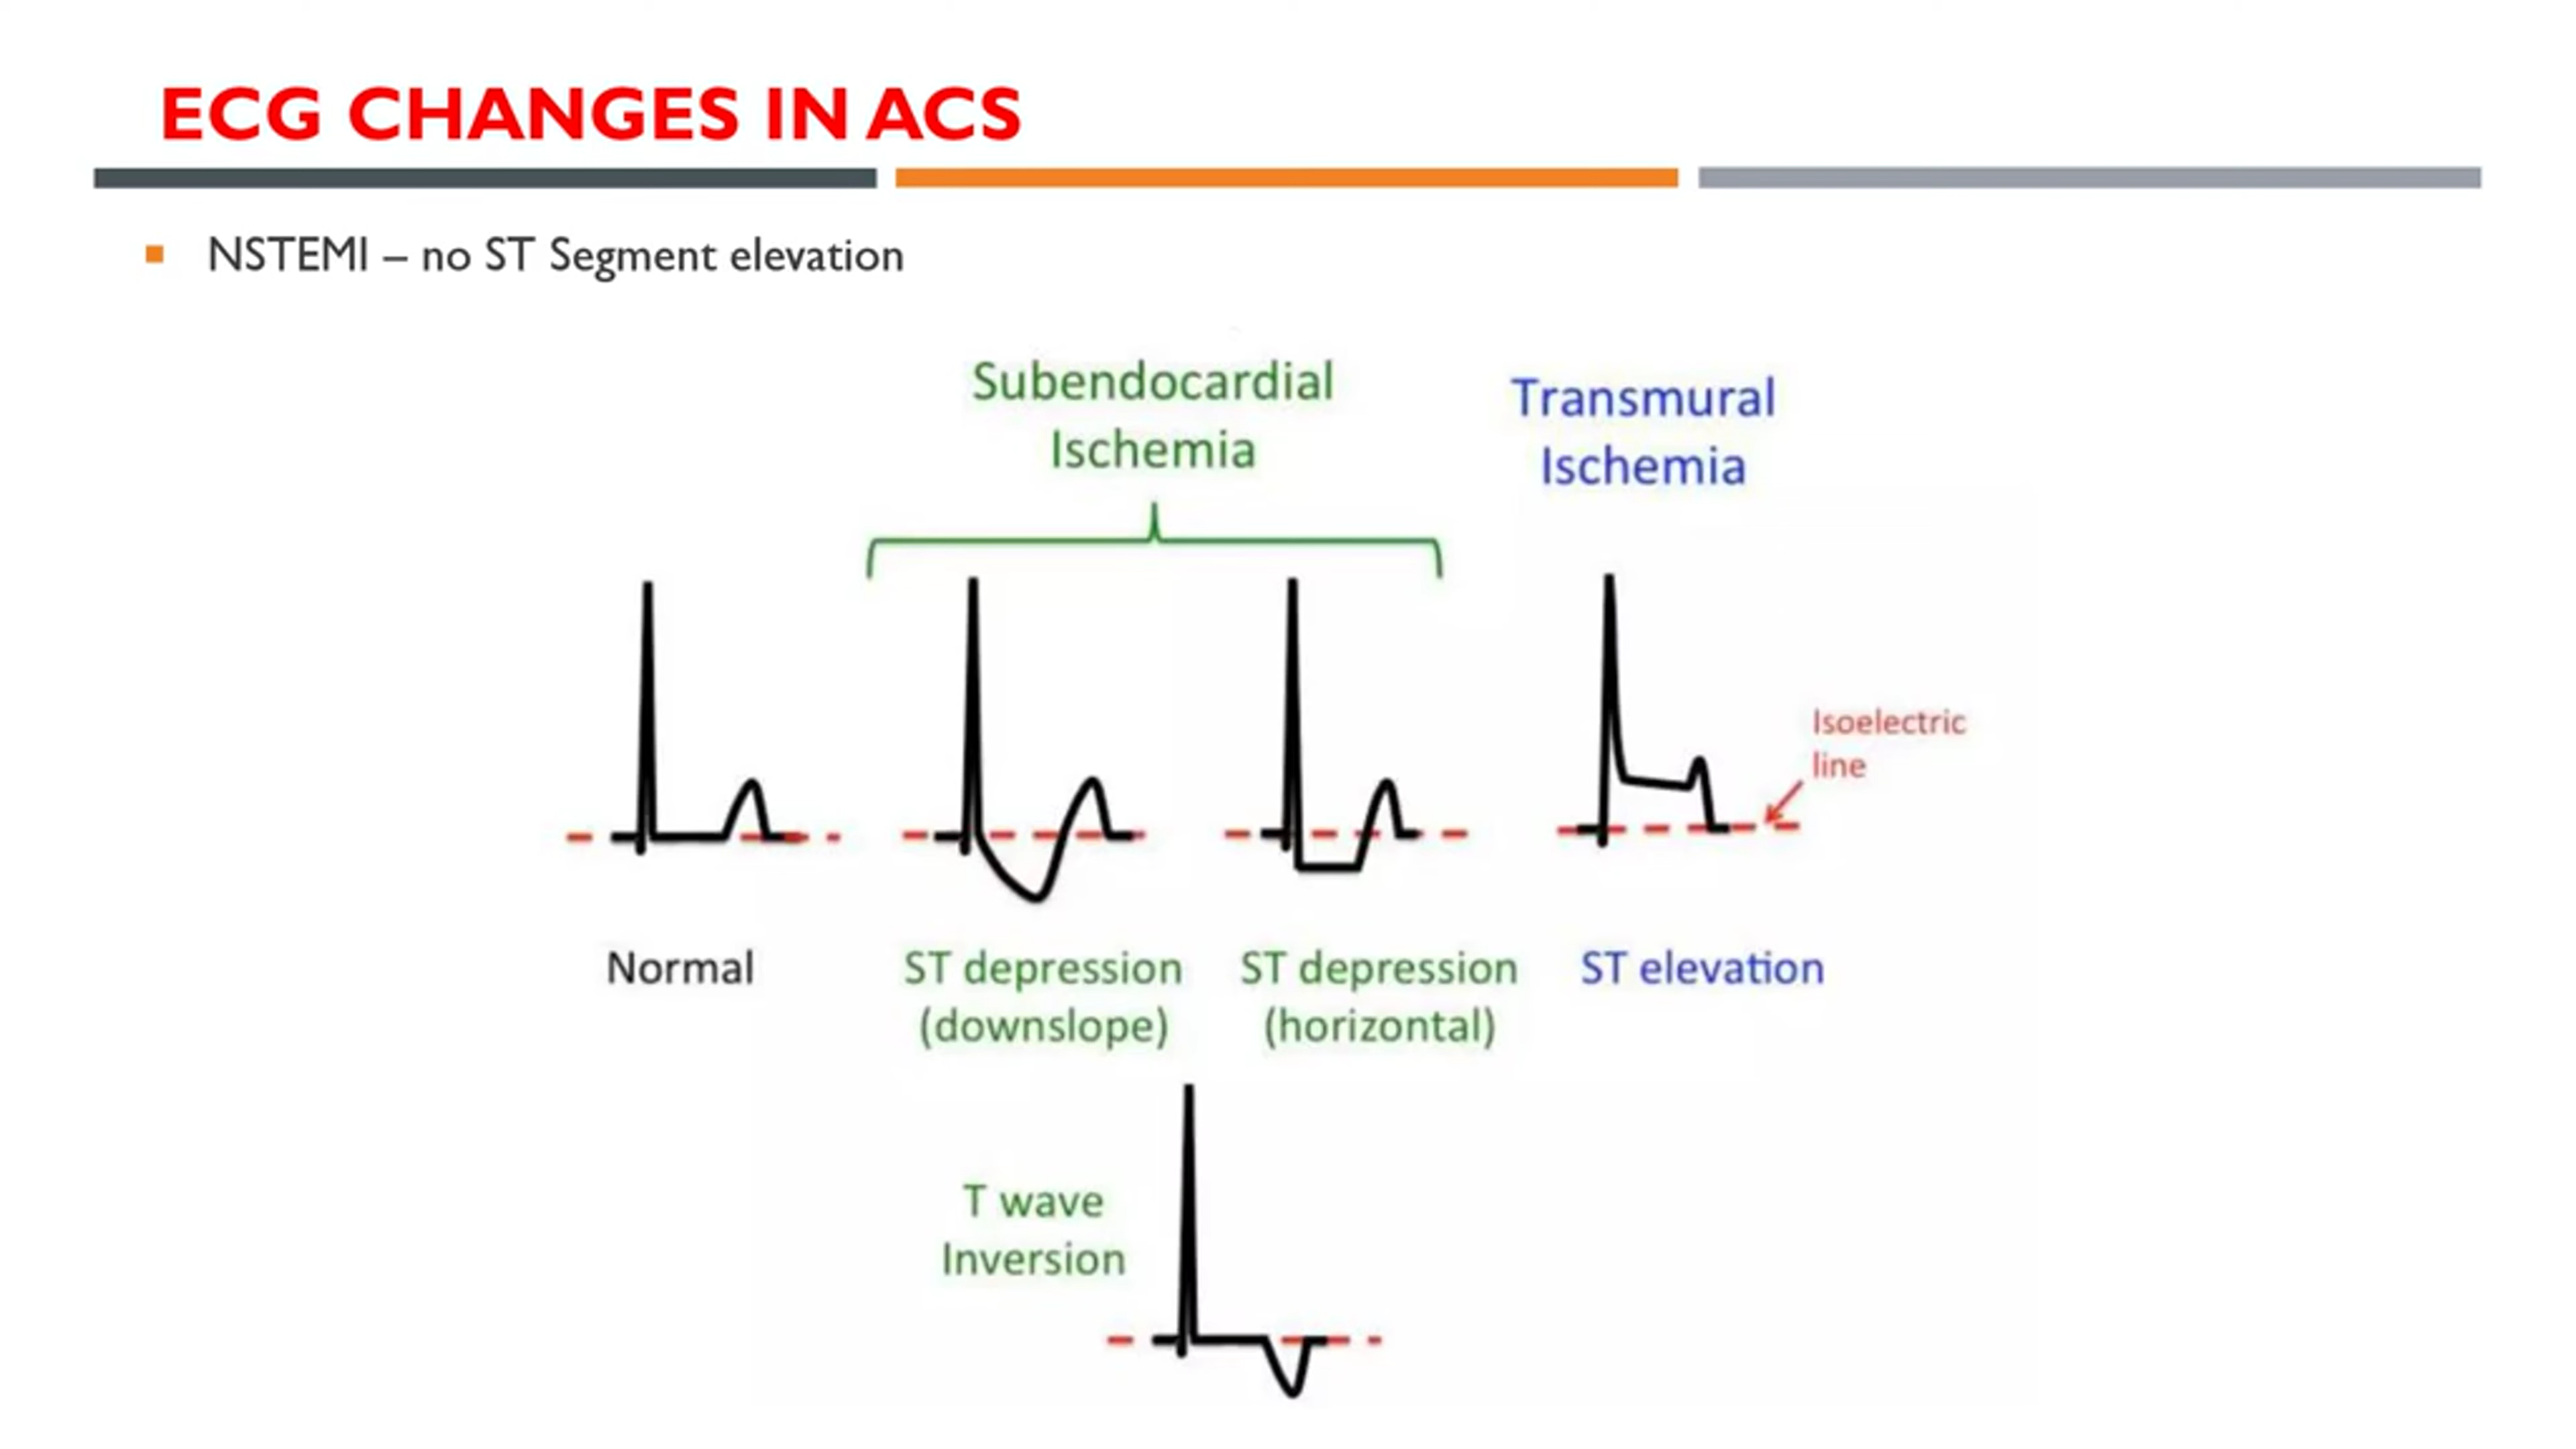 ECG CHANGES IN ACS
NSTEMI – no ST Segment elevation
Subendocardial
Ischemia
Transmural
Ischemia
Isoelectric
line
Normal
ST depression
(downslope)
ST depression
(horizontal)
ST elevation
T wave
Inversion